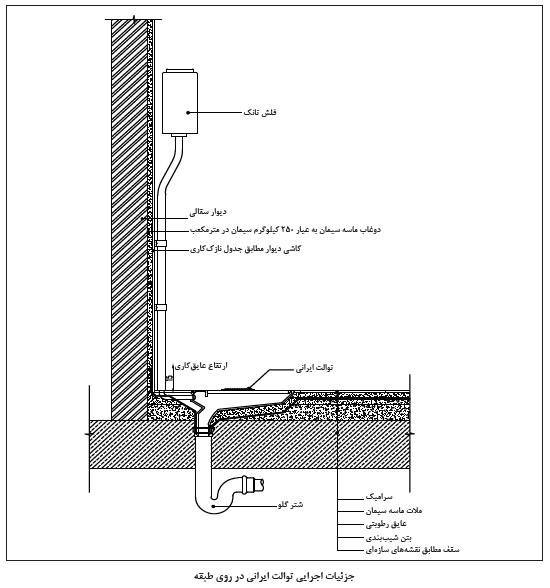 فلش تانک
دیوار سفالی
دوغاب ماسه سیمان به عیار ۲۵۰ کیلوگرم سیمان در مترمکعب
کاشی دیوار مطابق جدول نازک‌کاری
ارتفاع عایق‌کاری
توالت ایرانی
شتر گلو
سرامیک
ملات ماسه سیمان
عایق رطوبتی
بتن شیب‌بندی
سقف مطابق نقشه‌های سازه‌ای
جزئیات اجرایی توالت ایرانی در روی طبقه